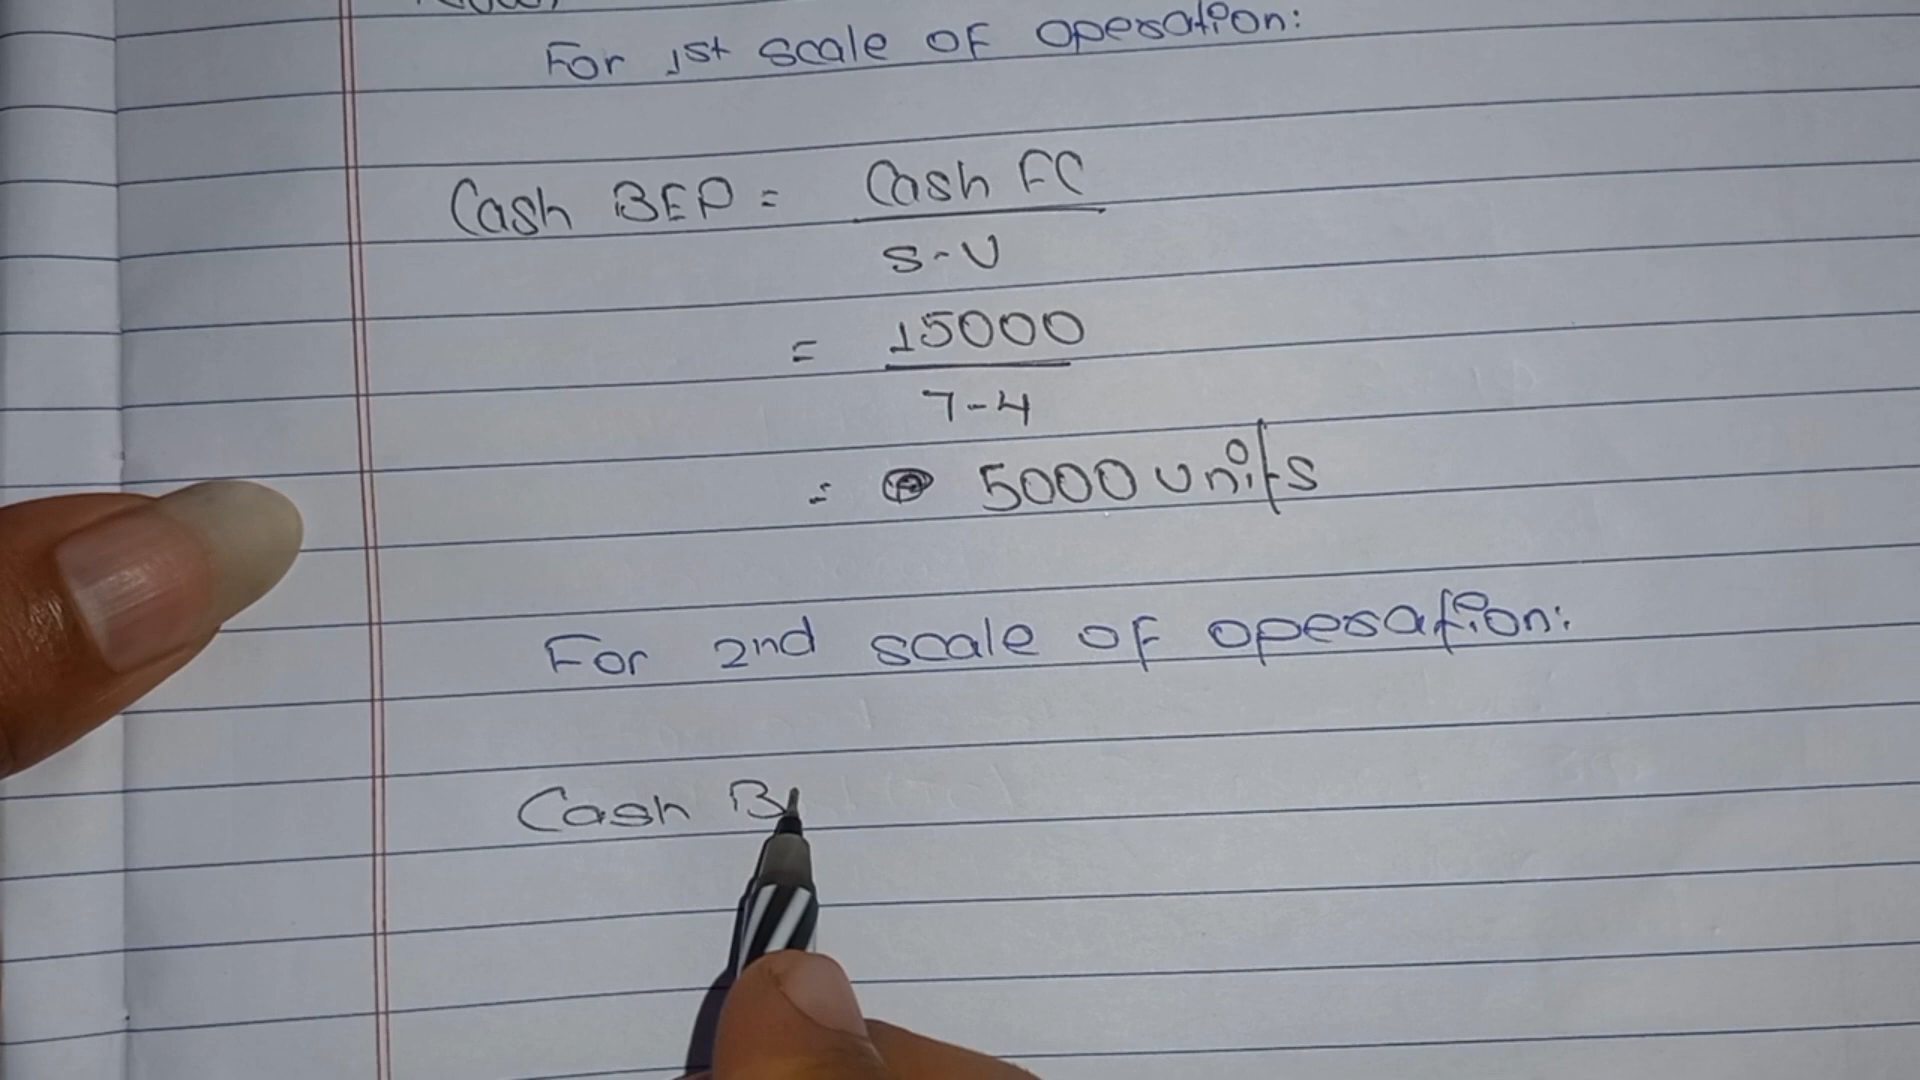 For 1st scale OF operation:
Cash BEP = Cash FC
S-V
= 15000
7-4
= 5000 units
For 2nd scale OF operation:
Cash B